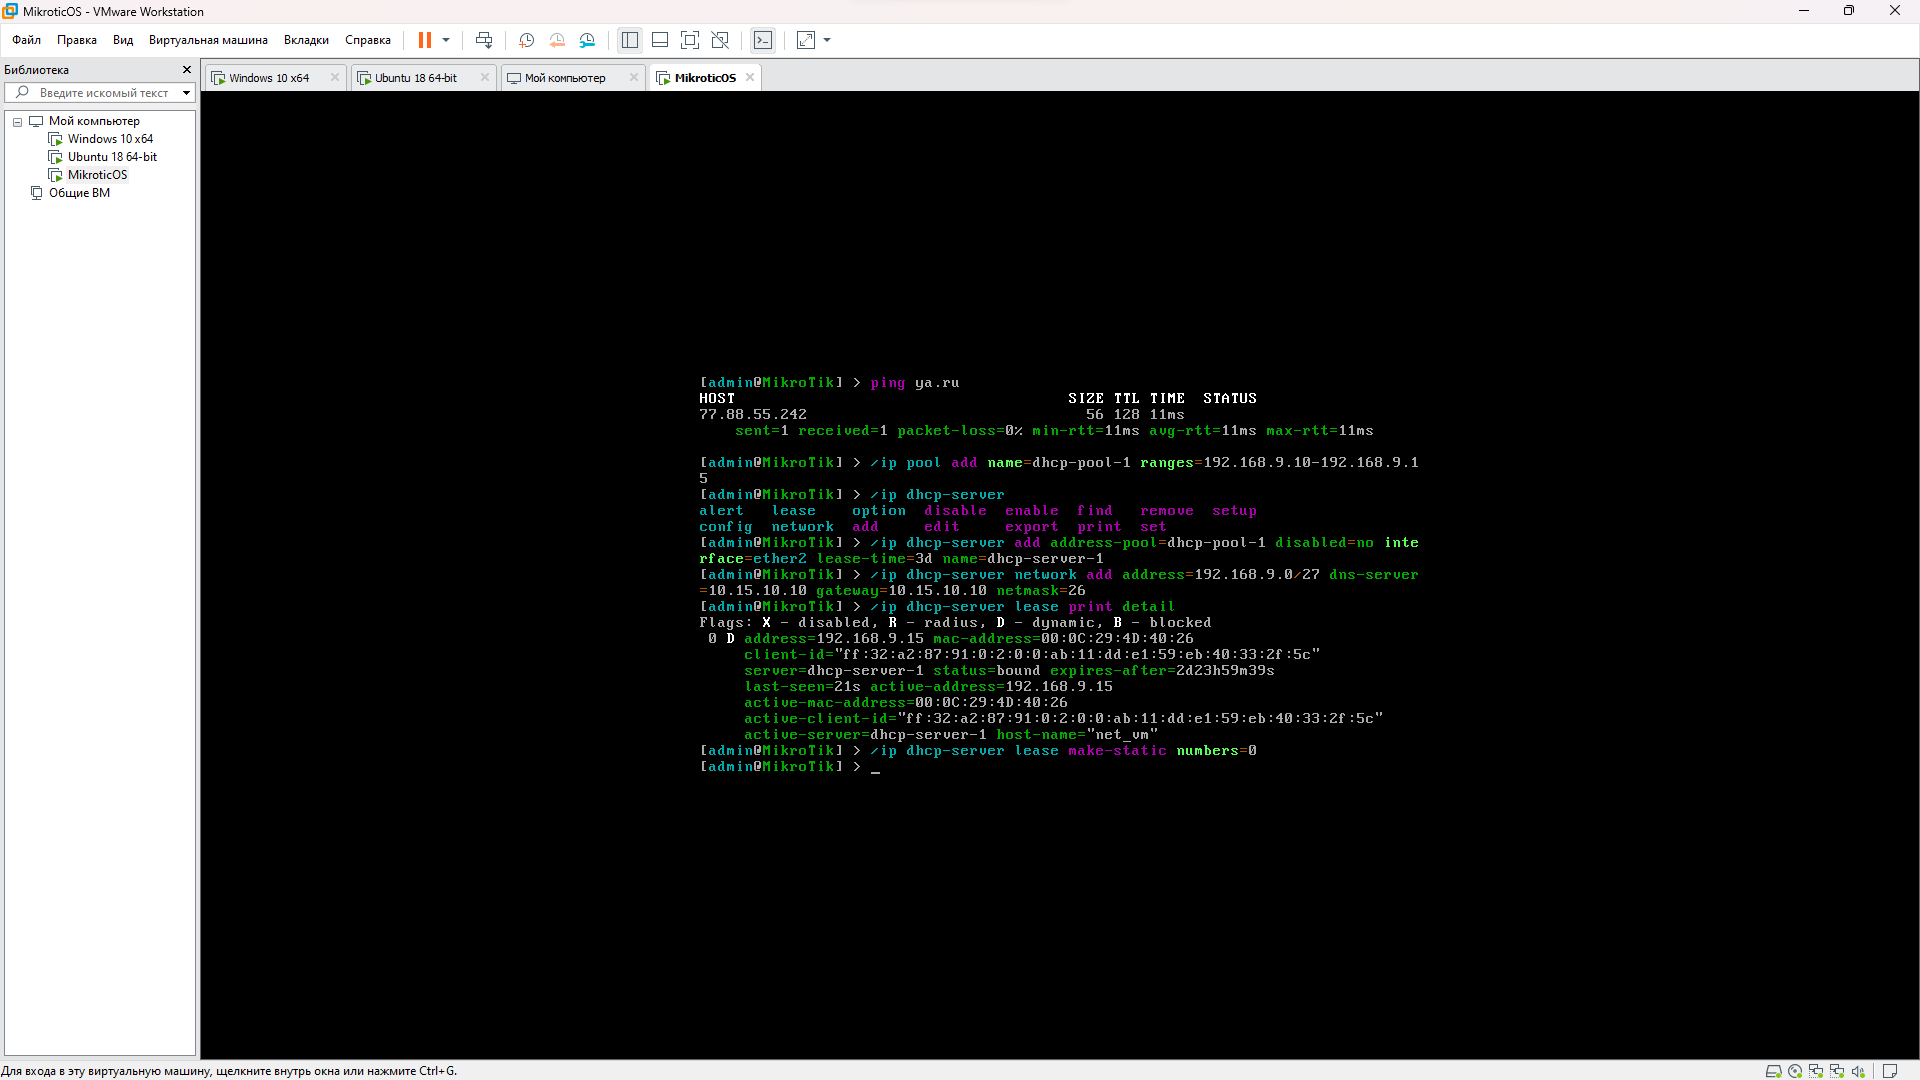 MikroticOS - VMware Workstation
Файл Правка Вид Виртуальная машина Вкладки Справка
Библиотека
Введите искомый текст
Мой компьютер
Windows 10 x64
Ubuntu 18 64-bit
MikroticOS
Общие ВМ
Windows 10 x64 Ubuntu 18 64-bit Мой компьютер MikroticOS
[admin@MikroTik] > ping ya.ru
HOST SIZE TTL TIME STATUS
77.88.55.242 56 128 11ms
sent=1 received=1 packet-loss=0% min-rtt=11ms avg-rtt=11ms max-rtt=11ms
[admin@MikroTik] > /ip pool add name=dhcp-pool-1 ranges=192.168.9.10-192.168.9.1
5
[admin@MikroTik] > /ip dhcp-server
alert lease option disable enable find remove setup
config network add edit export print set
[admin@MikroTik] > /ip dhcp-server add address-pool=dhcp-pool-1 disabled=no inte
rface=ether2 lease-time=3d name=dhcp-server-1
[admin@MikroTik] > /ip dhcp-server network add address=192.168.9.0/27 dns-server
=10.15.10.10 gateway=10.15.10.10 netmask=26
[admin@MikroTik] > /ip dhcp-server lease print detail
Flags: X - disabled, R - radius, D - dynamic, B - blocked
0 D address=192.168.9.15 mac-address=00:0C:29:4D:40:26
client-id="ff:32:a2:87:91:0:2:0:0:ab:11:dd:e1:59:eb:40:33:2f:5c"
server=dhcp-server-1 status=bound expires-after=2d23h59m39s
last-seen=21s active-address=192.168.9.15
active-mac-address=00:0C:29:4D:40:26
active-client-id="ff:32:a2:87:91:0:2:0:0:ab:11:dd:e1:59:eb:40:33:2f:5c"
active-server=dhcp-server-1 host-name="net_vm"
[admin@MikroTik] > /ip dhcp-server lease make-static numbers=0
[admin@MikroTik] > _
Для входа в эту виртуальную машину, щелкните внутрь окна или нажмите Ctrl+G.